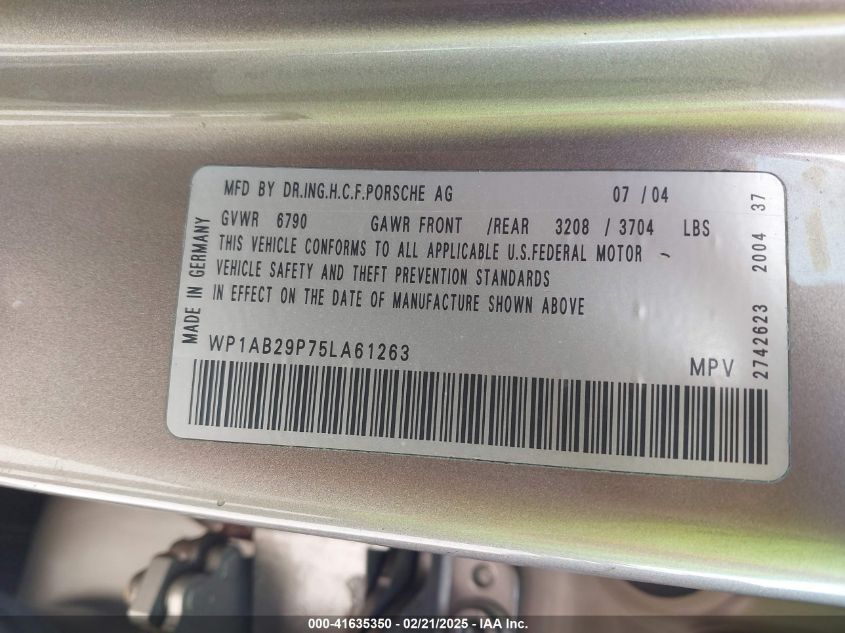 MFD BY DR.ING.H.C.F.PORSCHE AG 07 / 04
GVWR 6790 GAWR FRONT /REAR 3208 / 3704 LBS
THIS VEHICLE CONFORMS TO ALL APPLICABLE U.S.FEDERAL MOTOR -
VEHICLE SAFETY AND THEFT PREVENTION STANDARDS
IN EFFECT ON THE DATE OF MANUFACTURE SHOWN ABOVE
WP1AB29P75LA61263 MPV
MADE IN GERMANY
2742623 2004 37
000-41635350 - 02/21/2025 - IAA Inc.